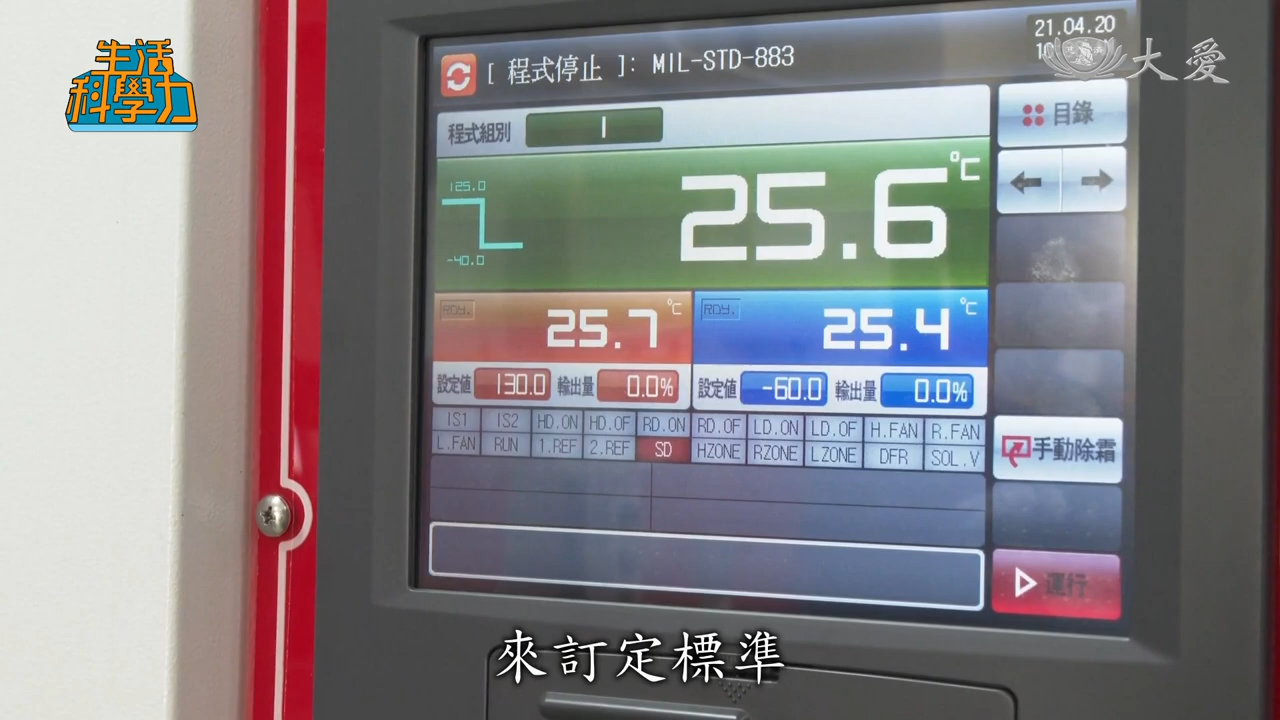 生活
科學力
21.04.20
大愛
[ 程式停止 ]: MIL-STD-883
目錄
程式組別 1
125.0
-40.0
25.6 ℃
RDY. 25.7 ℃
RDY. 25.4 ℃
設定値 130.0 輸出量 0.0%
設定値 -60.0 輸出量 0.0%
IS1 IS2 HD.ON HD.OF RD.ON RD.OF LD.ON LD.OF H.FAN R.FAN
L.FAN RUN 1.REF 2.REF SD HZONE RZONE LZONE DFR SOL.V
手動除霜
運行
來訂定標準